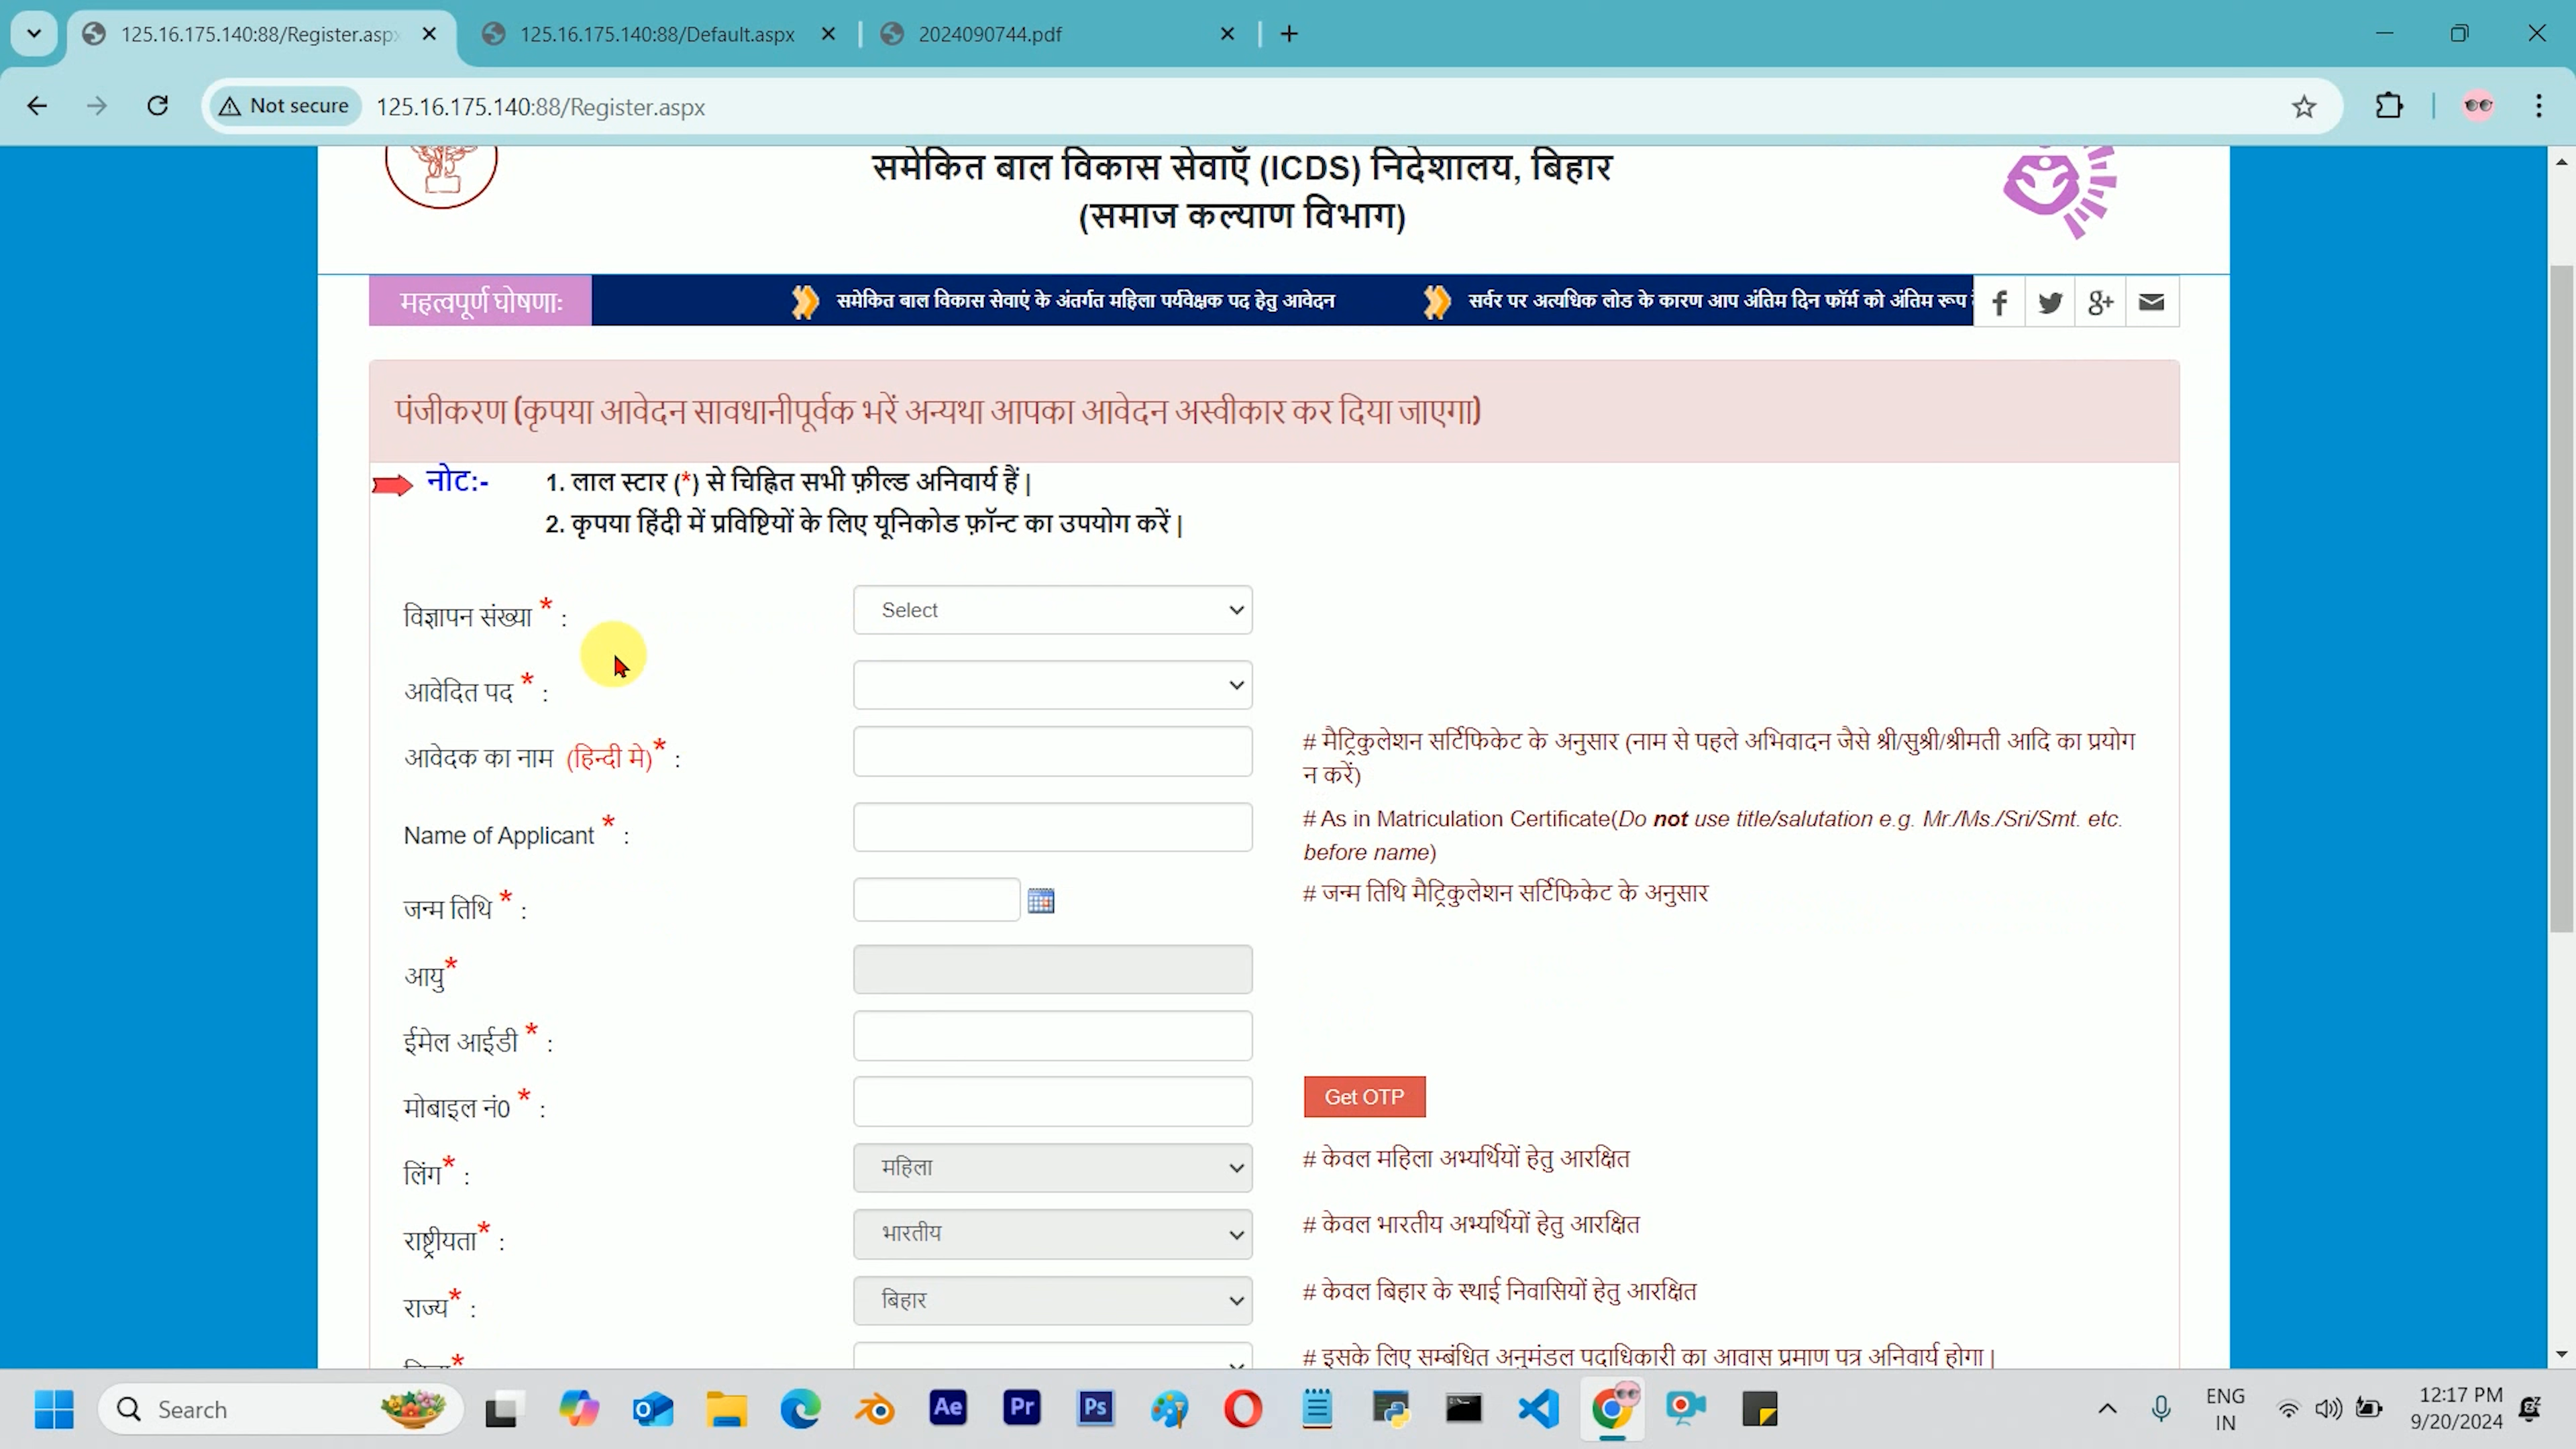 125.16.175.140:88/Register.aspx
125.16.175.140:88/Default.aspx
2024090744.pdf
Not secure
125.16.175.140:88/Register.aspx
समेकित बाल विकास सेवाएँ (ICDS) निदेशालय, बिहार
(समाज कल्याण विभाग)
महत्वपूर्ण घोषणा:
समेकित बाल विकास सेवाएं के अंतर्गत महिला पर्यवेक्षक पद हेतु आवेदन
सर्वर पर अत्यधिक लोड के कारण आप अंतिम दिन फॉर्म को अंतिम रूप
पंजीकरण (कृपया आवेदन सावधानीपूर्वक भरें अन्यथा आपका आवेदन अस्वीकार कर दिया जाएगा)
नोट:- 1. लाल स्टार (*) से चिह्नित सभी फ़ील्ड अनिवार्य हैं |
2. कृपया हिंदी में प्रविष्टियों के लिए यूनिकोड फ़ॉन्ट का उपयोग करें |
विज्ञापन संख्या * : Select
आवेदित पद * :
आवेदक का नाम (हिन्दी मे)* : # मैट्रिकुलेशन सर्टिफिकेट के अनुसार (नाम से पहले अभिवादन जैसे श्री/सुश्री/श्रीमती आदि का प्रयोग
न करें)
Name of Applicant * : # As in Matriculation Certificate(Do not use title/salutation e.g. Mr./Ms./Sri/Smt. etc.
before name)
जन्म तिथि * : # जन्म तिथि मैट्रिकुलेशन सर्टिफिकेट के अनुसार
आयु*
ईमेल आईडी * :
मोबाइल नं0 * : Get OTP
लिंग* : महिला # केवल महिला अभ्यर्थियों हेतु आरक्षित
राष्ट्रीयता* : भारतीय # केवल भारतीय अभ्यर्थियों हेतु आरक्षित
राज्य* : बिहार # केवल बिहार के स्थाई निवासियों हेतु आरक्षित
# इसके लिए सम्बंधित अनुमंडल पदाधिकारी का आवास प्रमाण पत्र अनिवार्य होगा |
Search
Ae
Pr
Ps
ENG
IN
12:17 PM
9/20/2024